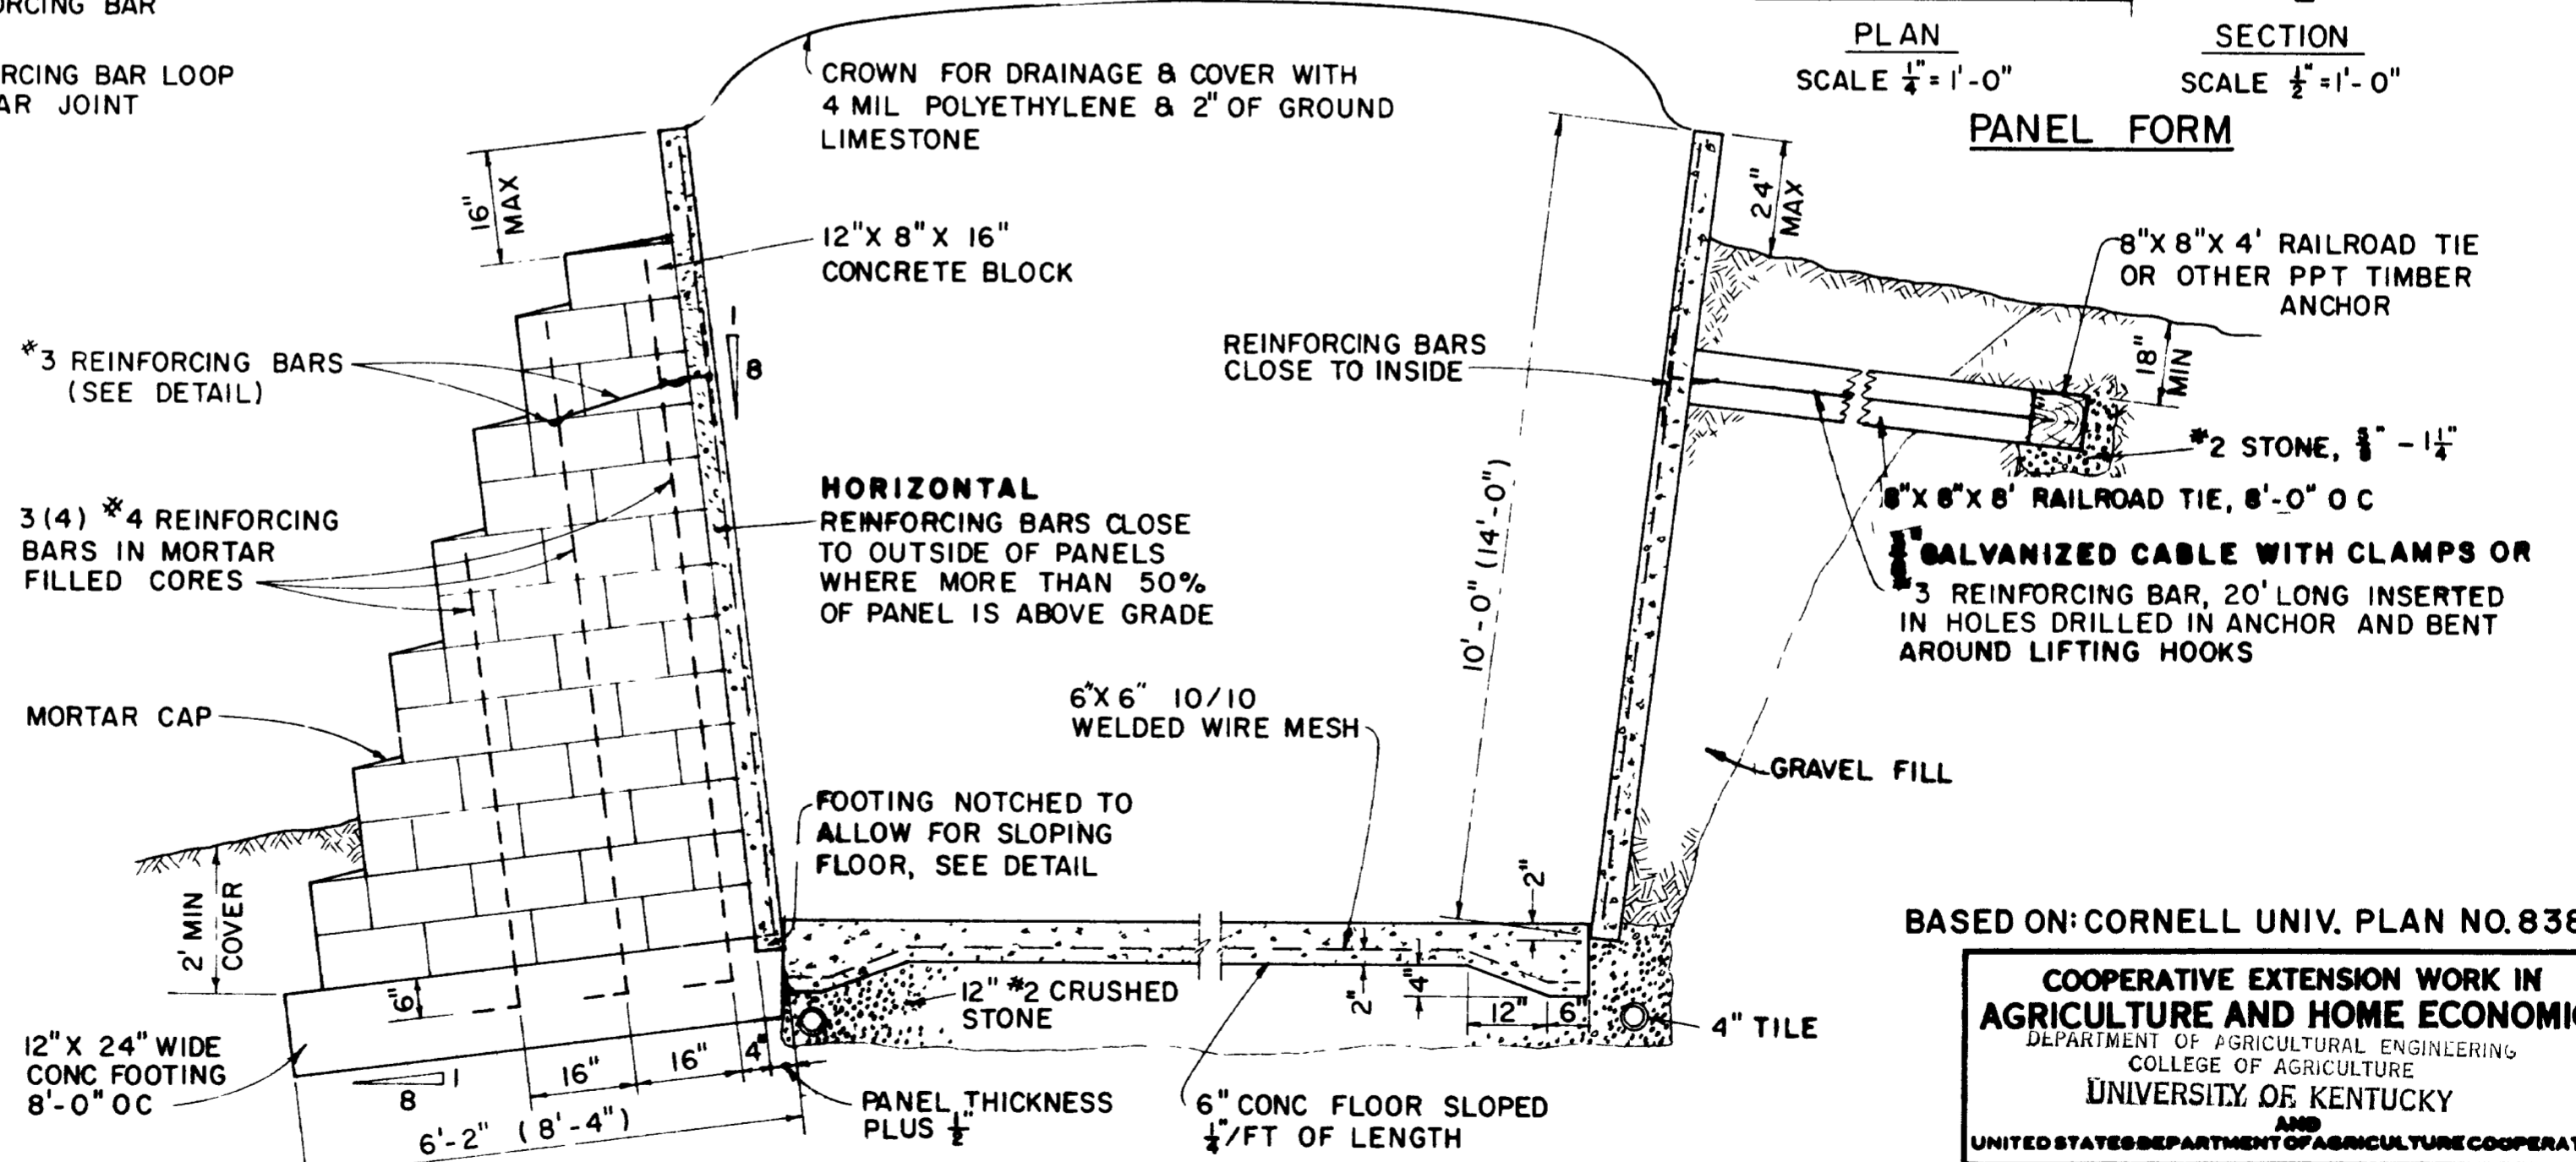 ORCING BAR
RCING BAR LOOP
AR JOINT
CROWN FOR DRAINAGE & COVER WITH
4 MIL POLYETHYLENE & 2" OF GROUND
LIMESTONE
PLAN
SCALE 1/4" = 1'-0"
SECTION
SCALE 1/2" = 1'-0"
PANEL FORM
16"
MAX
24"
MAX
12" X 8" X 16"
CONCRETE BLOCK
8" X 8" X 4' RAILROAD TIE
OR OTHER PPT TIMBER
ANCHOR
#3 REINFORCING BARS
(SEE DETAIL)
1
8
REINFORCING BARS
CLOSE TO INSIDE
18"
MIN
#2 STONE, 5/8" - 1 1/4"
8" X 8" X 8' RAILROAD TIE, 8'-0" O C
3 (4) #4 REINFORCING
BARS IN MORTAR
FILLED CORES
HORIZONTAL
REINFORCING BARS CLOSE
TO OUTSIDE OF PANELS
WHERE MORE THAN 50%
OF PANEL IS ABOVE GRADE
10'-0" (14'-0")
GALVANIZED CABLE WITH CLAMPS OR
#3 REINFORCING BAR, 20' LONG INSERTED
IN HOLES DRILLED IN ANCHOR AND BENT
AROUND LIFTING HOOKS
MORTAR CAP
6" X 6" 10/10
WELDED WIRE MESH
GRAVEL FILL
FOOTING NOTCHED TO
ALLOW FOR SLOPING
FLOOR, SEE DETAIL
2' MIN
COVER
2"
6"
12" #2 CRUSHED
STONE
2"
4"
12"
6"
4" TILE
12" X 24" WIDE
CONC FOOTING
8'-0" OC
1
8
16"
16"
4"
6'-2" (8'-4")
PANEL THICKNESS
PLUS 1/2"
6" CONC FLOOR SLOPED
1/4"/FT OF LENGTH
BASED ON: CORNELL UNIV. PLAN NO. 838
COOPERATIVE EXTENSION WORK IN
AGRICULTURE AND HOME ECONOMI
DEPARTMENT OF AGRICULTURAL ENGINEERING
COLLEGE OF AGRICULTURE
UNIVERSITY OF KENTUCKY
AND
UNITED STATES DEPARTMENT OF AGRICULTURE COOPERAT